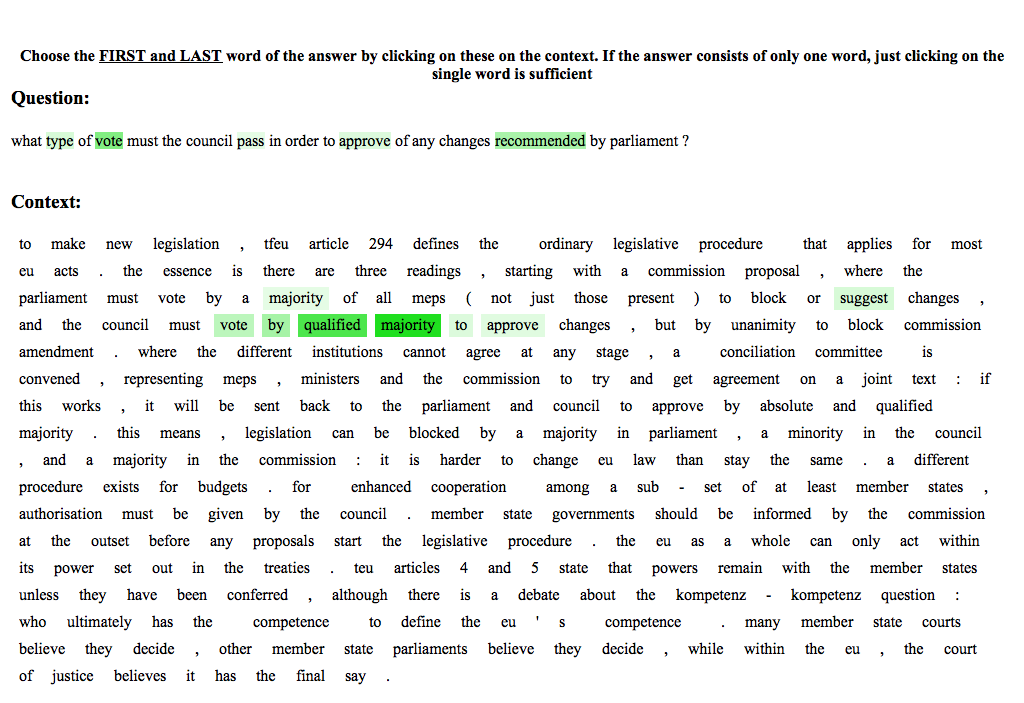 Choose the FIRST and LAST word of the answer by clicking on these on the context. If the answer consists of only one word, just clicking on the
single word is sufficient
Question:
what type of vote must the council pass in order to approve of any changes recommended by parliament ?
Context:
to make new legislation , tfeu article 294 defines the ordinary legislative procedure that applies for most
eu acts . the essence is there are three readings , starting with a commission proposal , where the
parliament must vote by a majority of all meps ( not just those present ) to block or suggest changes ,
and the council must vote by qualified majority to approve changes , but by unanimity to block commission
amendment . where the different institutions cannot agree at any stage , a conciliation committee is
convened , representing meps , ministers and the commission to try and get agreement on a joint text : if
this works , it will be sent back to the parliament and council to approve by absolute and qualified
majority . this means , legislation can be blocked by a majority in parliament , a minority in the council
, and a majority in the commission : it is harder to change eu law than stay the same . a different
procedure exists for budgets . for enhanced cooperation among a sub - set of at least member states ,
authorisation must be given by the council . member state governments should be informed by the commission
at the outset before any proposals start the legislative procedure . the eu as a whole can only act within
its power set out in the treaties . teu articles 4 and 5 state that powers remain with the member states
unless they have been conferred , although there is a debate about the kompetenz - kompetenz question :
who ultimately has the competence to define the eu ' s competence . many member state courts
believe they decide , other member state parliaments believe they decide , while within the eu , the court
of justice believes it has the final say .